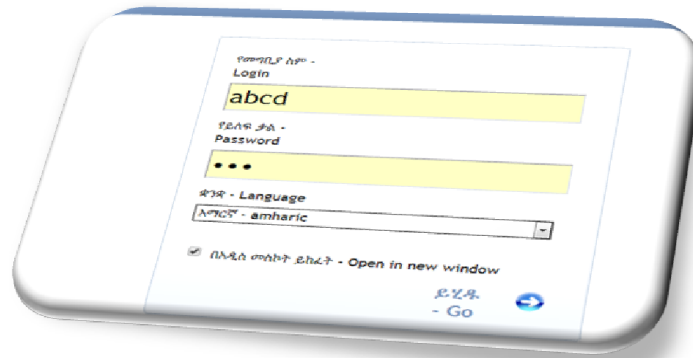 የመግቢያ ስም -
Login
abcd
የይለፍ ቃል -
Password
ቋንቋ - Language
አማርኛ - amharic
በአዲስ መስኮት ይከፈት - Open in new window
ይሂዱ
- Go